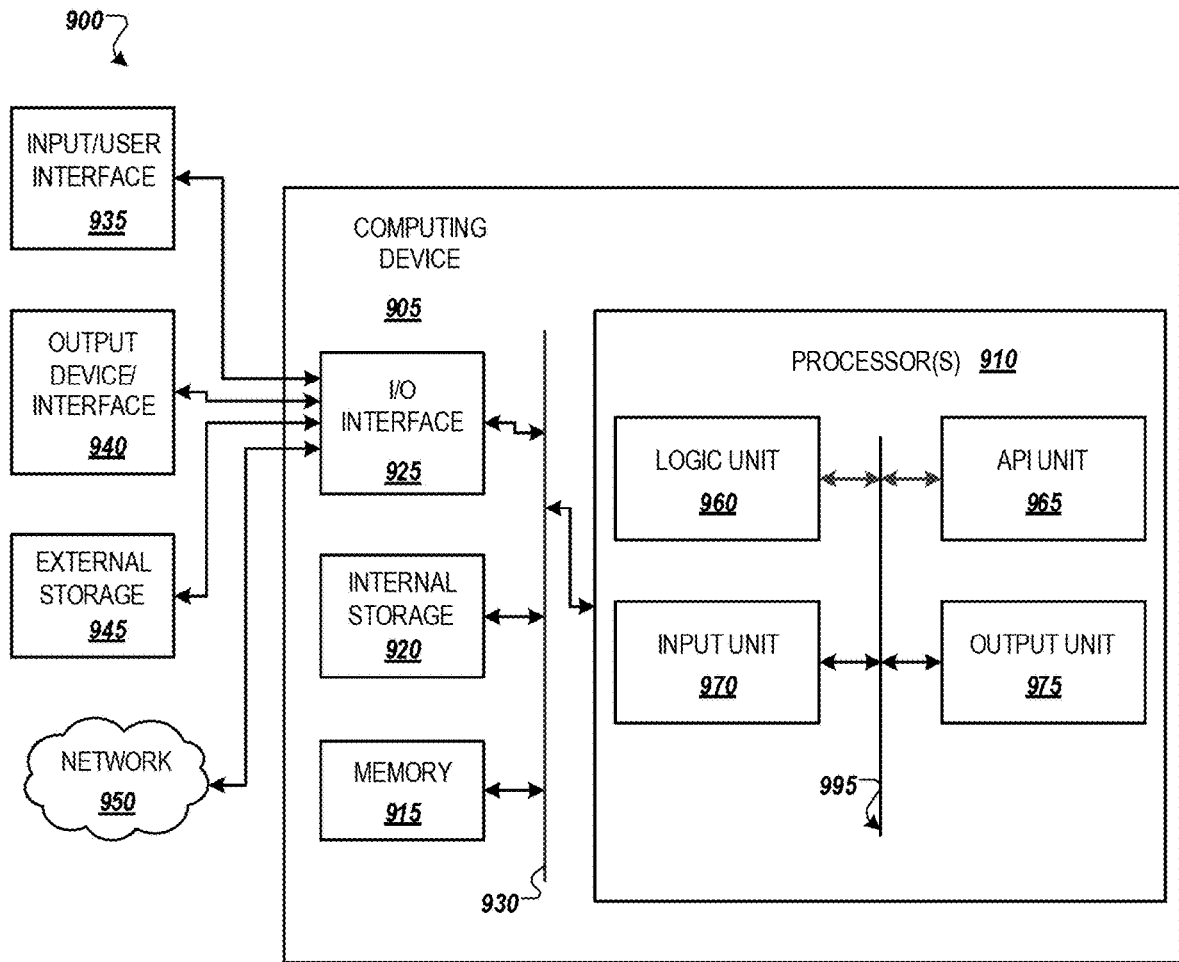 900
INPUT/USER
INTERFACE
935
OUTPUT
DEVICE/
INTERFACE
940
EXTERNAL
STORAGE
945
NETWORK
950
COMPUTING
DEVICE
905
I/O
INTERFACE
925
INTERNAL
STORAGE
920
MEMORY
915
930
PROCESSOR(S) 910
LOGIC UNIT
960
API UNIT
965
INPUT UNIT
970
OUTPUT UNIT
975
995